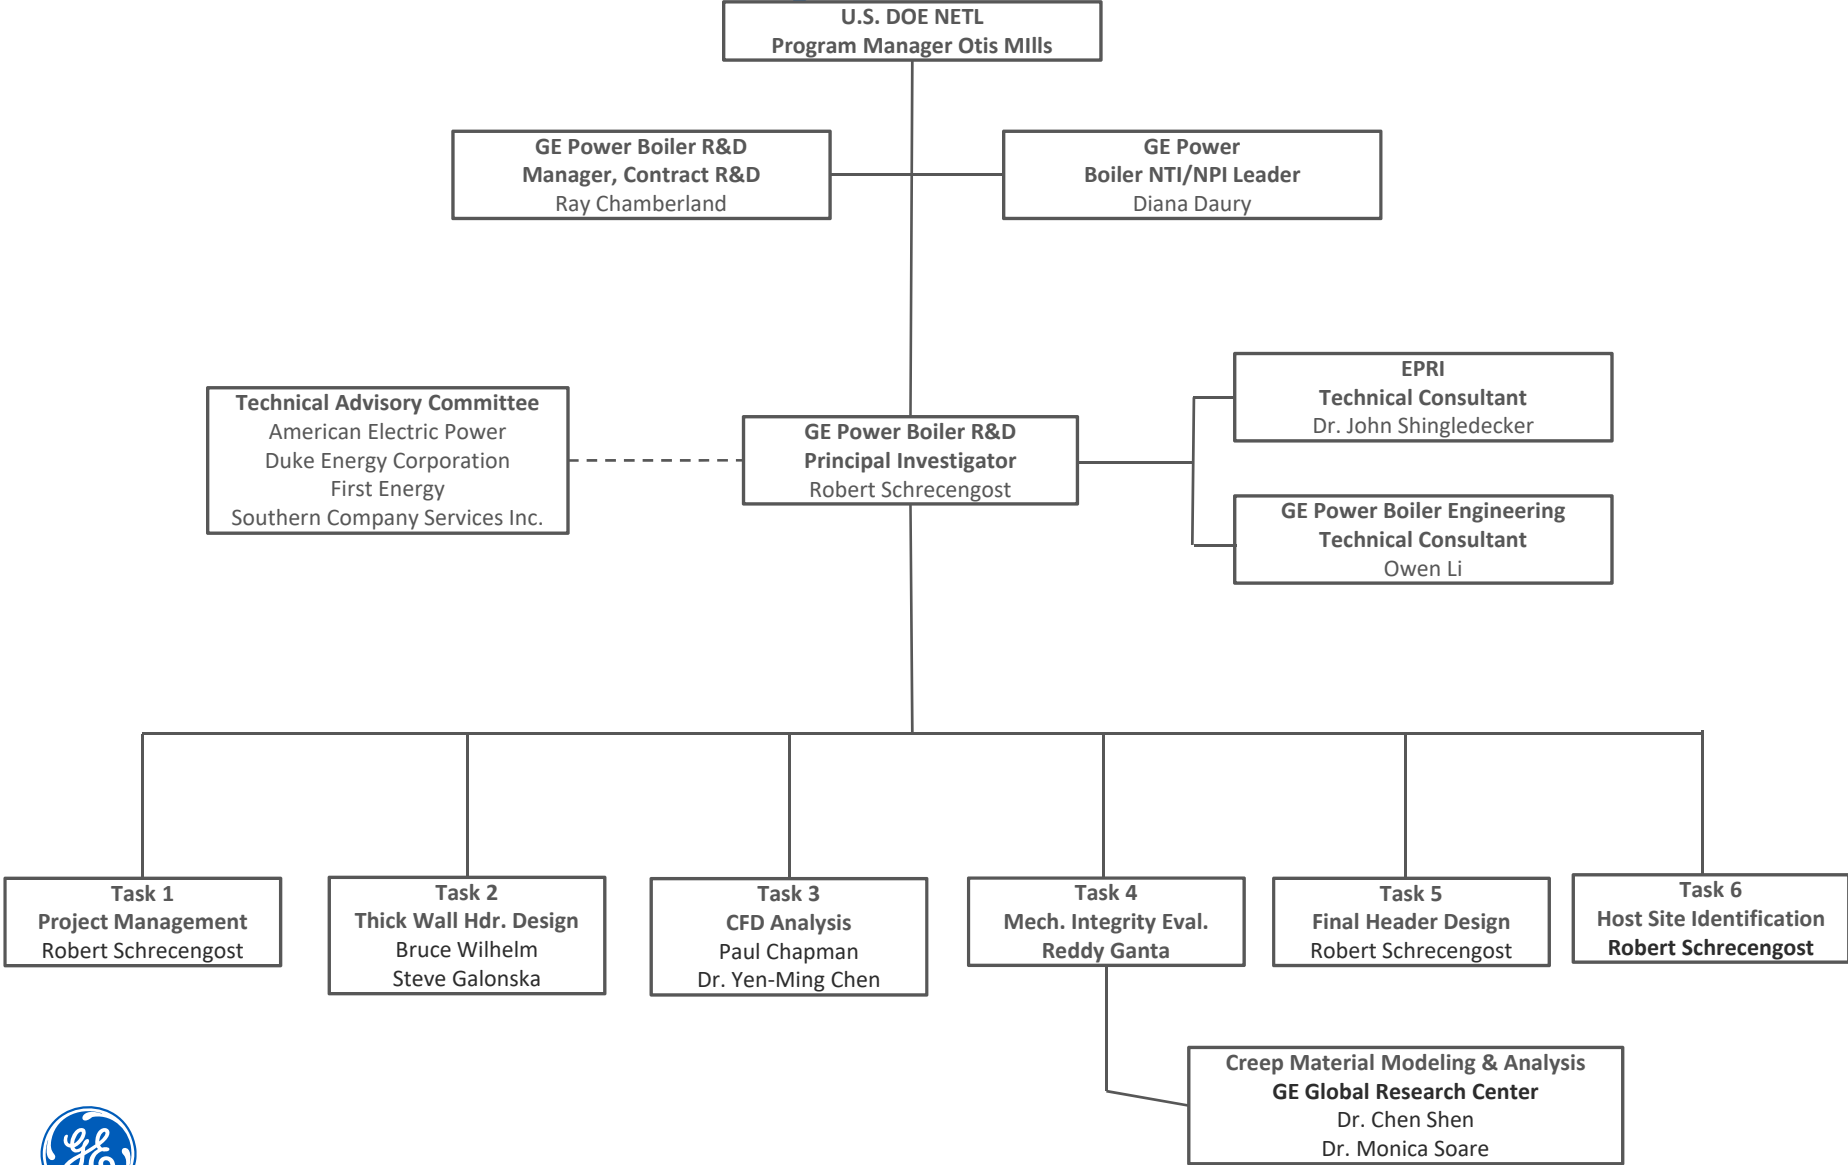 U.S. DOE NETL
Program Manager Otis MIlls
GE Power Boiler R&D
Manager, Contract R&D
Ray Chamberland
GE Power
Boiler NTI/NPI Leader
Diana Daury
Technical Advisory Committee
American Electric Power
Duke Energy Corporation
First Energy
Southern Company Services Inc.
GE Power Boiler R&D
Principal Investigator
Robert Schrecengost
EPRI
Technical Consultant
Dr. John Shingledecker
GE Power Boiler Engineering
Technical Consultant
Owen Li
Task 1
Project Management
Robert Schrecengost
Task 2
Thick Wall Hdr. Design
Bruce Wilhelm
Steve Galonska
Task 3
CFD Analysis
Paul Chapman
Dr. Yen-Ming Chen
Task 4
Mech. Integrity Eval.
Reddy Ganta
Task 5
Final Header Design
Robert Schrecengost
Task 6
Host Site Identification
Robert Schrecengost
Creep Material Modeling & Analysis
GE Global Research Center
Dr. Chen Shen
Dr. Monica Soare
GE